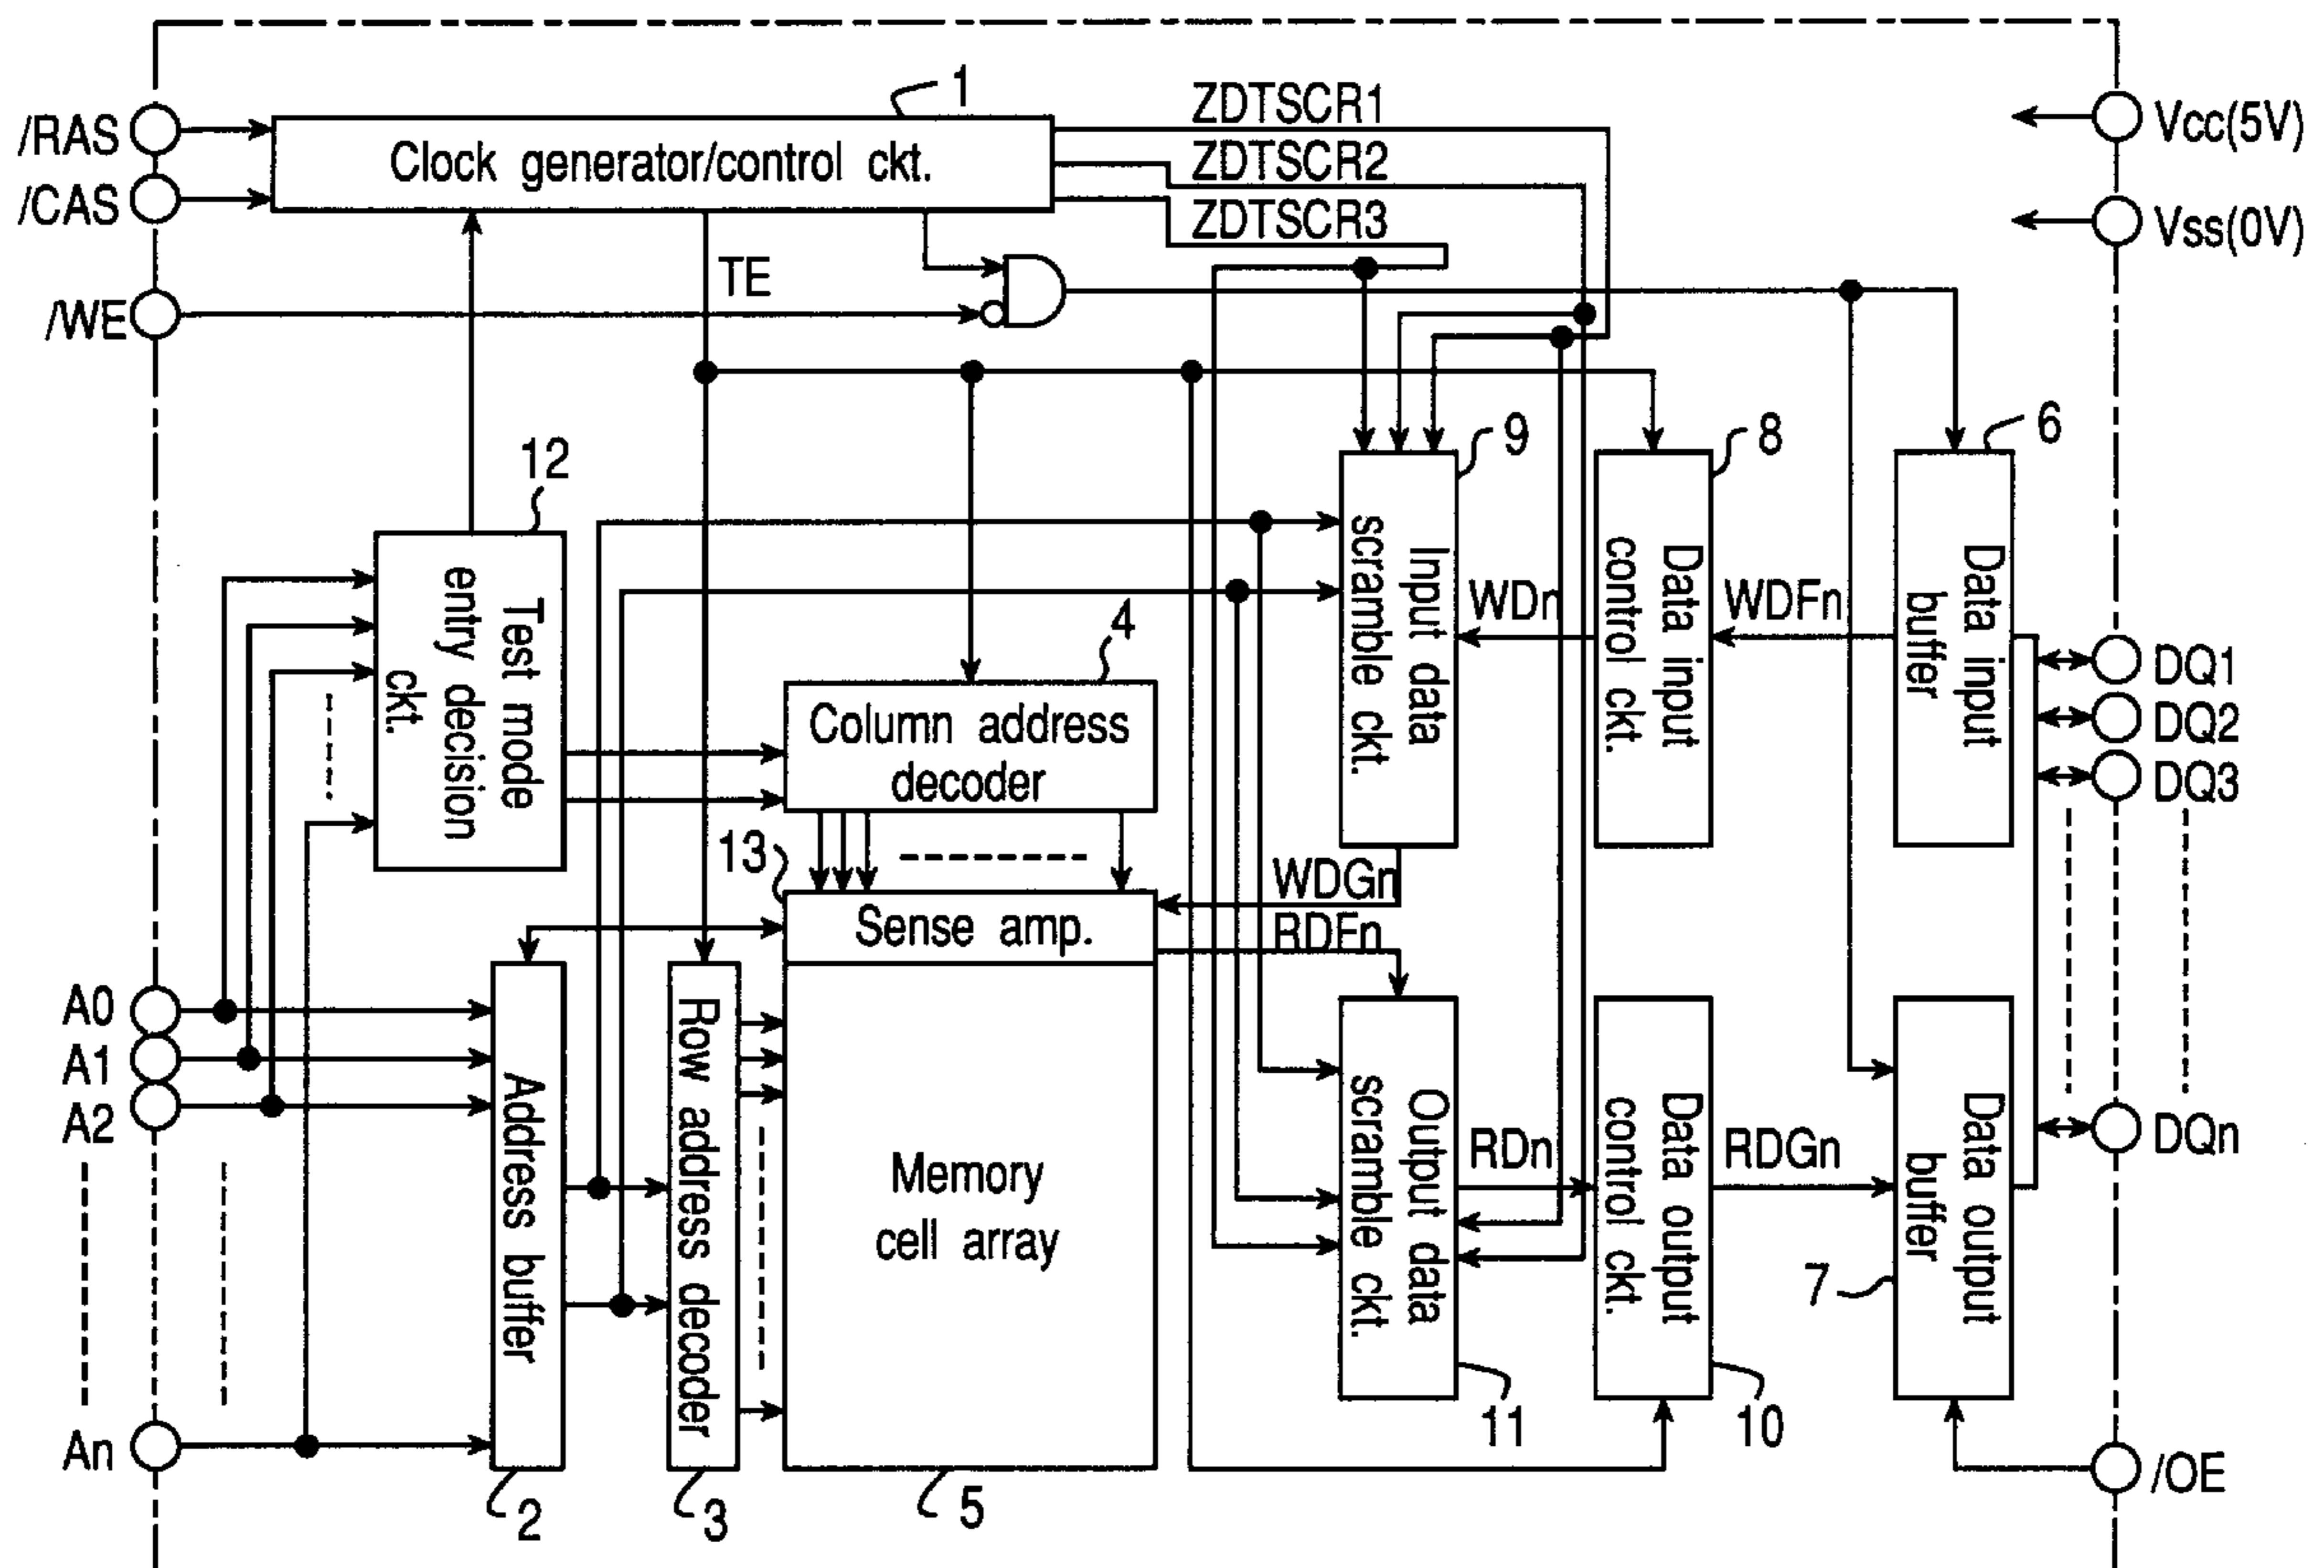 1
ZDTSCR1
/RAS
Clock generator/control ckt.
ZDTSCR2
Vcc(5V)
/CAS
ZDTSCR3
Vss(0V)
TE
/WE
12
9
8
6
Test mode
entry decision
ckt.
Input data
scramble ckt.
Data input
control ckt.
Data input
buffer
WDn
WDFn
4
Column address
decoder
DQ1
DQ2
DQ3
13
WDGn
Sense amp.
RDFn
A0
A1
A2
Address buffer
Row address decoder
Memory
cell array
Output data
scramble ckt.
RDn
Data output
control ckt.
RDGn
Data output
buffer
DQn
7
An
11
10
/OE
2
3
5